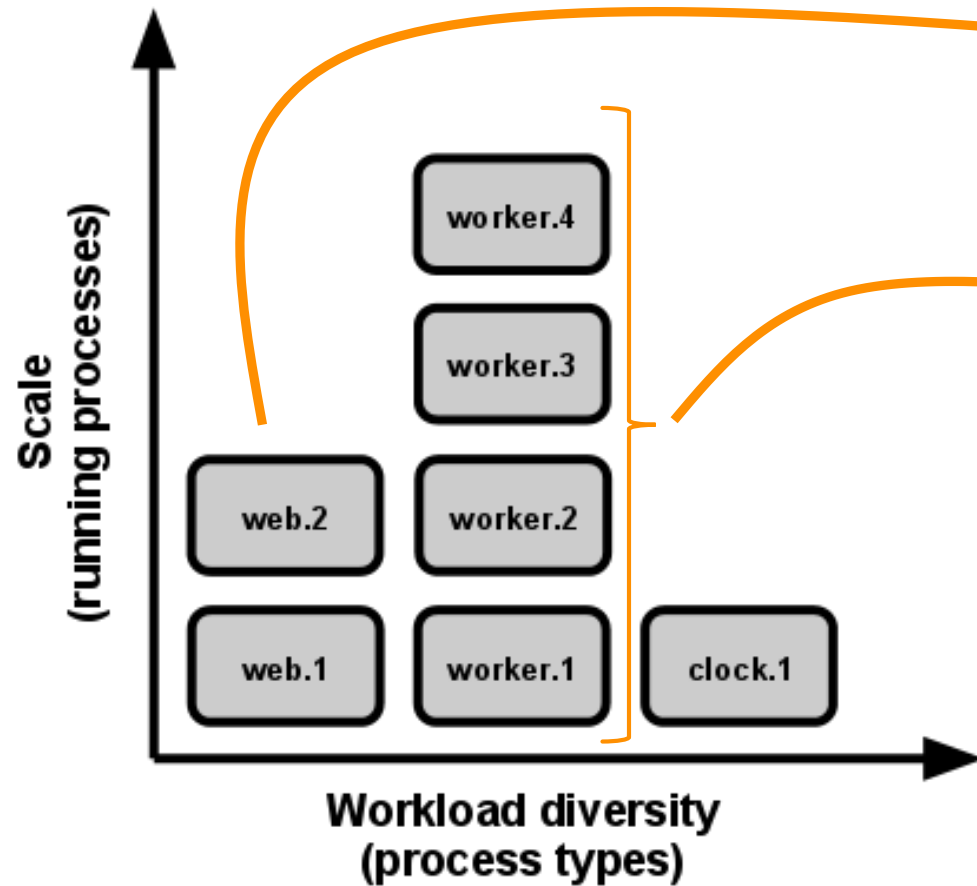 worker.4
worker.3
web.2
worker.2
web.1
worker.1
clock.1
Scale
(running processes)
Workload diversity
(process types)